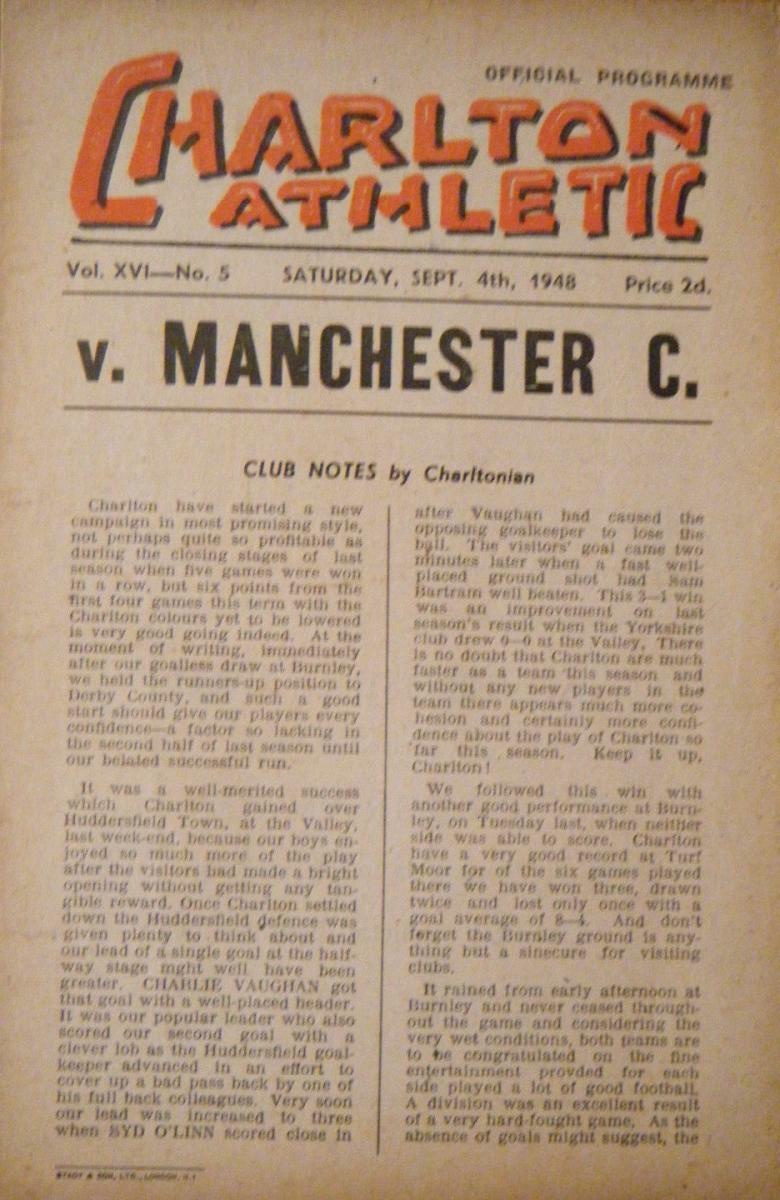 OFFICIAL PROGRAMME
CHARLTON
ATHLETIC
Vol. XVI—No. 5 SATURDAY, SEPT. 4th, 1948 Price 2d.
v. MANCHESTER C.
CLUB NOTES by Charltonian
Charlton have started a new
campaign in most promising style,
not perhaps quite so profitable as
during the closing stages of last
season when five games were won
in a row, but six points from the
first four games this term with the
Charlton colours yet to be lowered
is very good going indeed. At the
moment of writing, immediately
after our goalless draw at Burnley,
we held the runners-up position to
Derby County, and such a good
start should give our players every
confidence—a factor so lacking in
the second half of last season until
our belated successful run.
It was a well-merited success
which Charlton gained over
Huddersfield Town, at the Valley,
last week-end, because our boys en-
joyed so much more of the play
after the visitors had made a bright
opening without getting any tan-
gible reward. Once Charlton settled
down the Huddersfield defence was
given plenty to think about and
our lead of a single goal at the half-
way stage mght well have been
greater. CHARLIE VAUGHAN got
that goal with a well-placed header.
It was our popular leader who also
scored our second goal with a
clever lob as the Huddersfield goal-
keeper advanced in an effort to
cover up a bad pass back by one of
his full back colleagues. Very soon
our lead was increased to three
when SYD O'LINN scored close in
after Vaughan had caused the
opposing goalkeeper to lose the
ball. The visitors' goal came two
minutes later when a fast well-
placed ground shot had Sam
Bartram well beaten. This 3—1 win
was an improvement on last
season's result when the Yorkshire
club drew 0—0 at the Valley. There
is no doubt that Charlton are much
faster as a team this season and
without any new players in the
team there appears much more co-
hesion and certainly more confi-
dence about the play of Charlton so
far this season. Keep it up,
Charlton!
We followed this win with
another good performance at Burn-
ley, on Tuesday last, when neither
side was able to score. Charlton
have a very good record at Turf
Moor for of the six games played
there we have won three, drawn
twice and lost only once with a
goal average of 8—4. And don't
forget the Burnley ground is any-
thing but a sinecure for visiting
clubs.
It rained from early afternoon at
Burnley and never ceased through-
out the game and considering the
very wet conditions, both teams are
to be congratulated on the fine
entertainment provded for each
side played a lot of good football.
A division was an excellent result
of a very hard-fought game. As the
absence of goals might suggest, the
& SON, LTD., LONDON, N.1